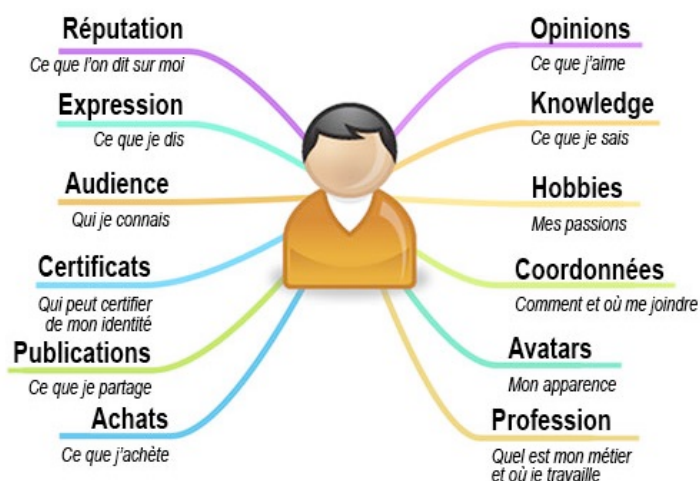 Réputation
Ce que l'on dit sur moi
Expression
Ce que je dis
Audience
Qui je connais
Certificats
Qui peut certifier
de mon identité
Publications
Ce que je partage
Achats
Ce que j'achète
Opinions
Ce que j'aime
Knowledge
Ce que je sais
Hobbies
Mes passions
Coordonnées
Comment et où me joindre
Avatars
Mon apparence
Profession
Quel est mon métier
et où je travaille